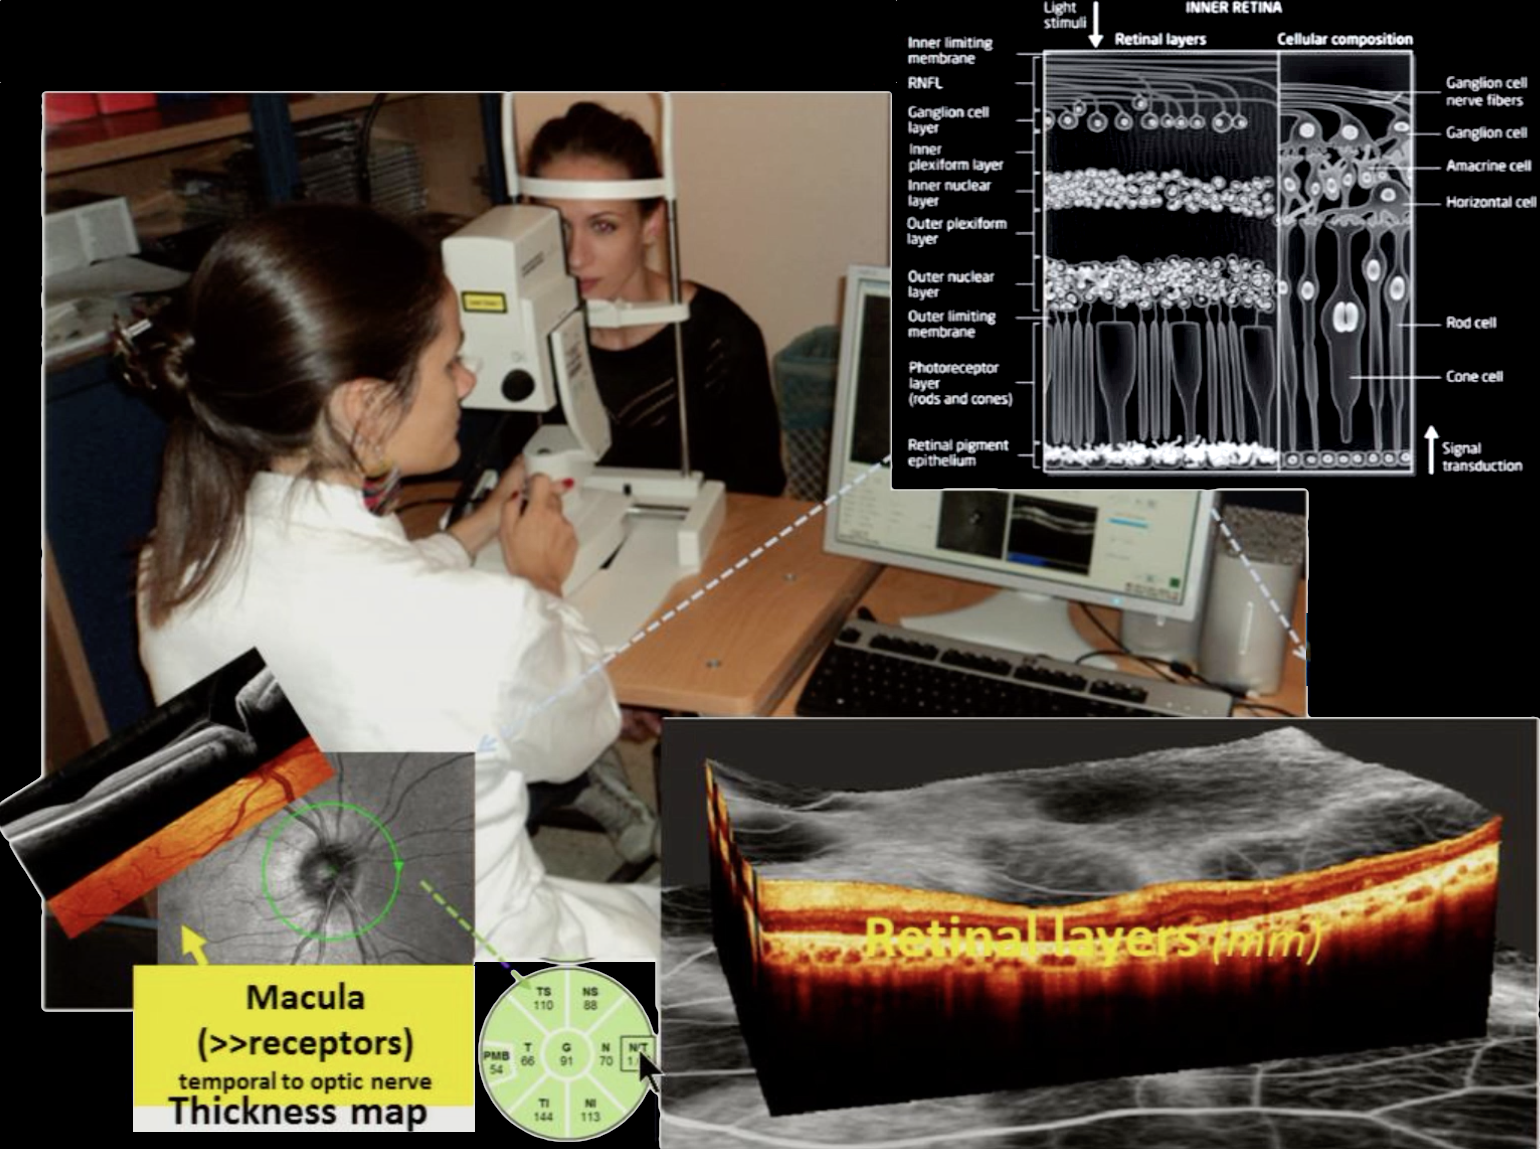 Light
stimuli
INNER RETINA
Retinal layers
Cellular composition
Inner limiting
membrane
RNFL
Ganglion cell
layer
Inner
plexiform layer
Inner nuclear
layer
Outer plexiform
layer
Outer nuclear
layer
Outer limiting
membrane
Photoreceptor
layer
(rods and cones)
Retinal pigment
epithelium
Ganglion cell
nerve fibers
Ganglion cell
Amacrine cell
Horizontal cell
Rod cell
Cone cell
Signal
transduction
Retinal layers (mm)
Macula
(>>receptors)
temporal to optic nerve
Thickness map
TS
110
NS
88
PMB
54
T
66
G
91
N
70
N/T
TI
144
NI
113